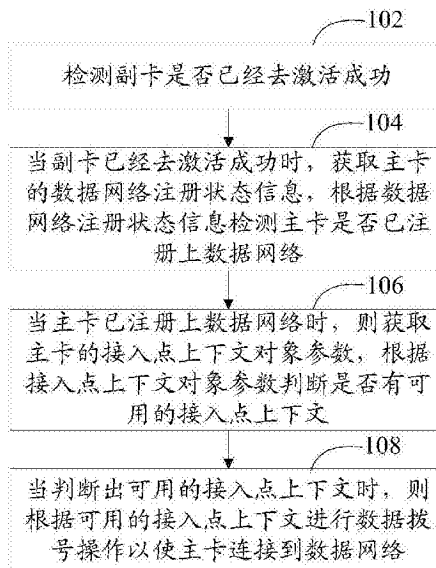 102
检测副卡是否已经去激活成功
104
当副卡已经去激活成功时，获取主卡
的数据网络注册状态信息，根据数据
网络注册状态信息检测主卡是否已注
册上数据网络
106
当主卡已注册上数据网络时，则获取
主卡的接入点上下文对象参数，根据
接入点上下文对象参数判断是否有可
用的接入点上下文
108
当判断出可用的接入点上下文时，则
根据可用的接入点上下文进行数据拨
号操作以使主卡连接到数据网络